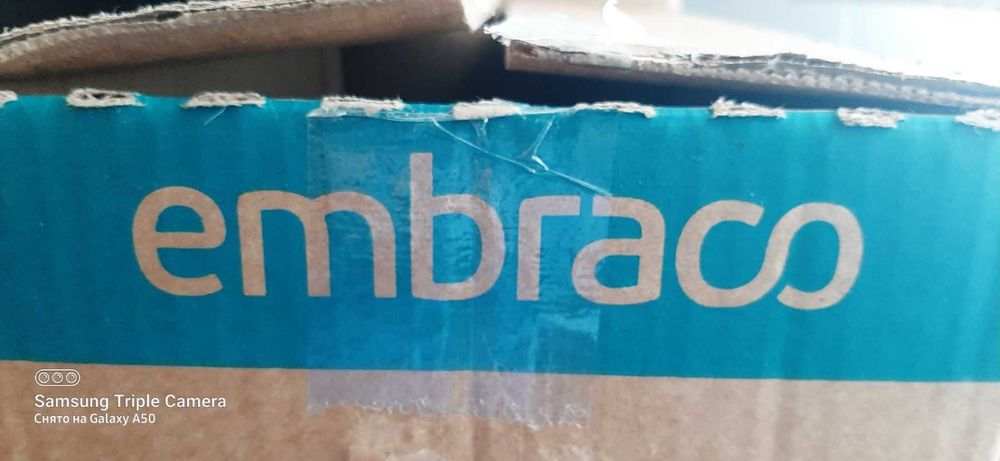 embraco
Samsung Triple Camera
Снято на Galaxy A50